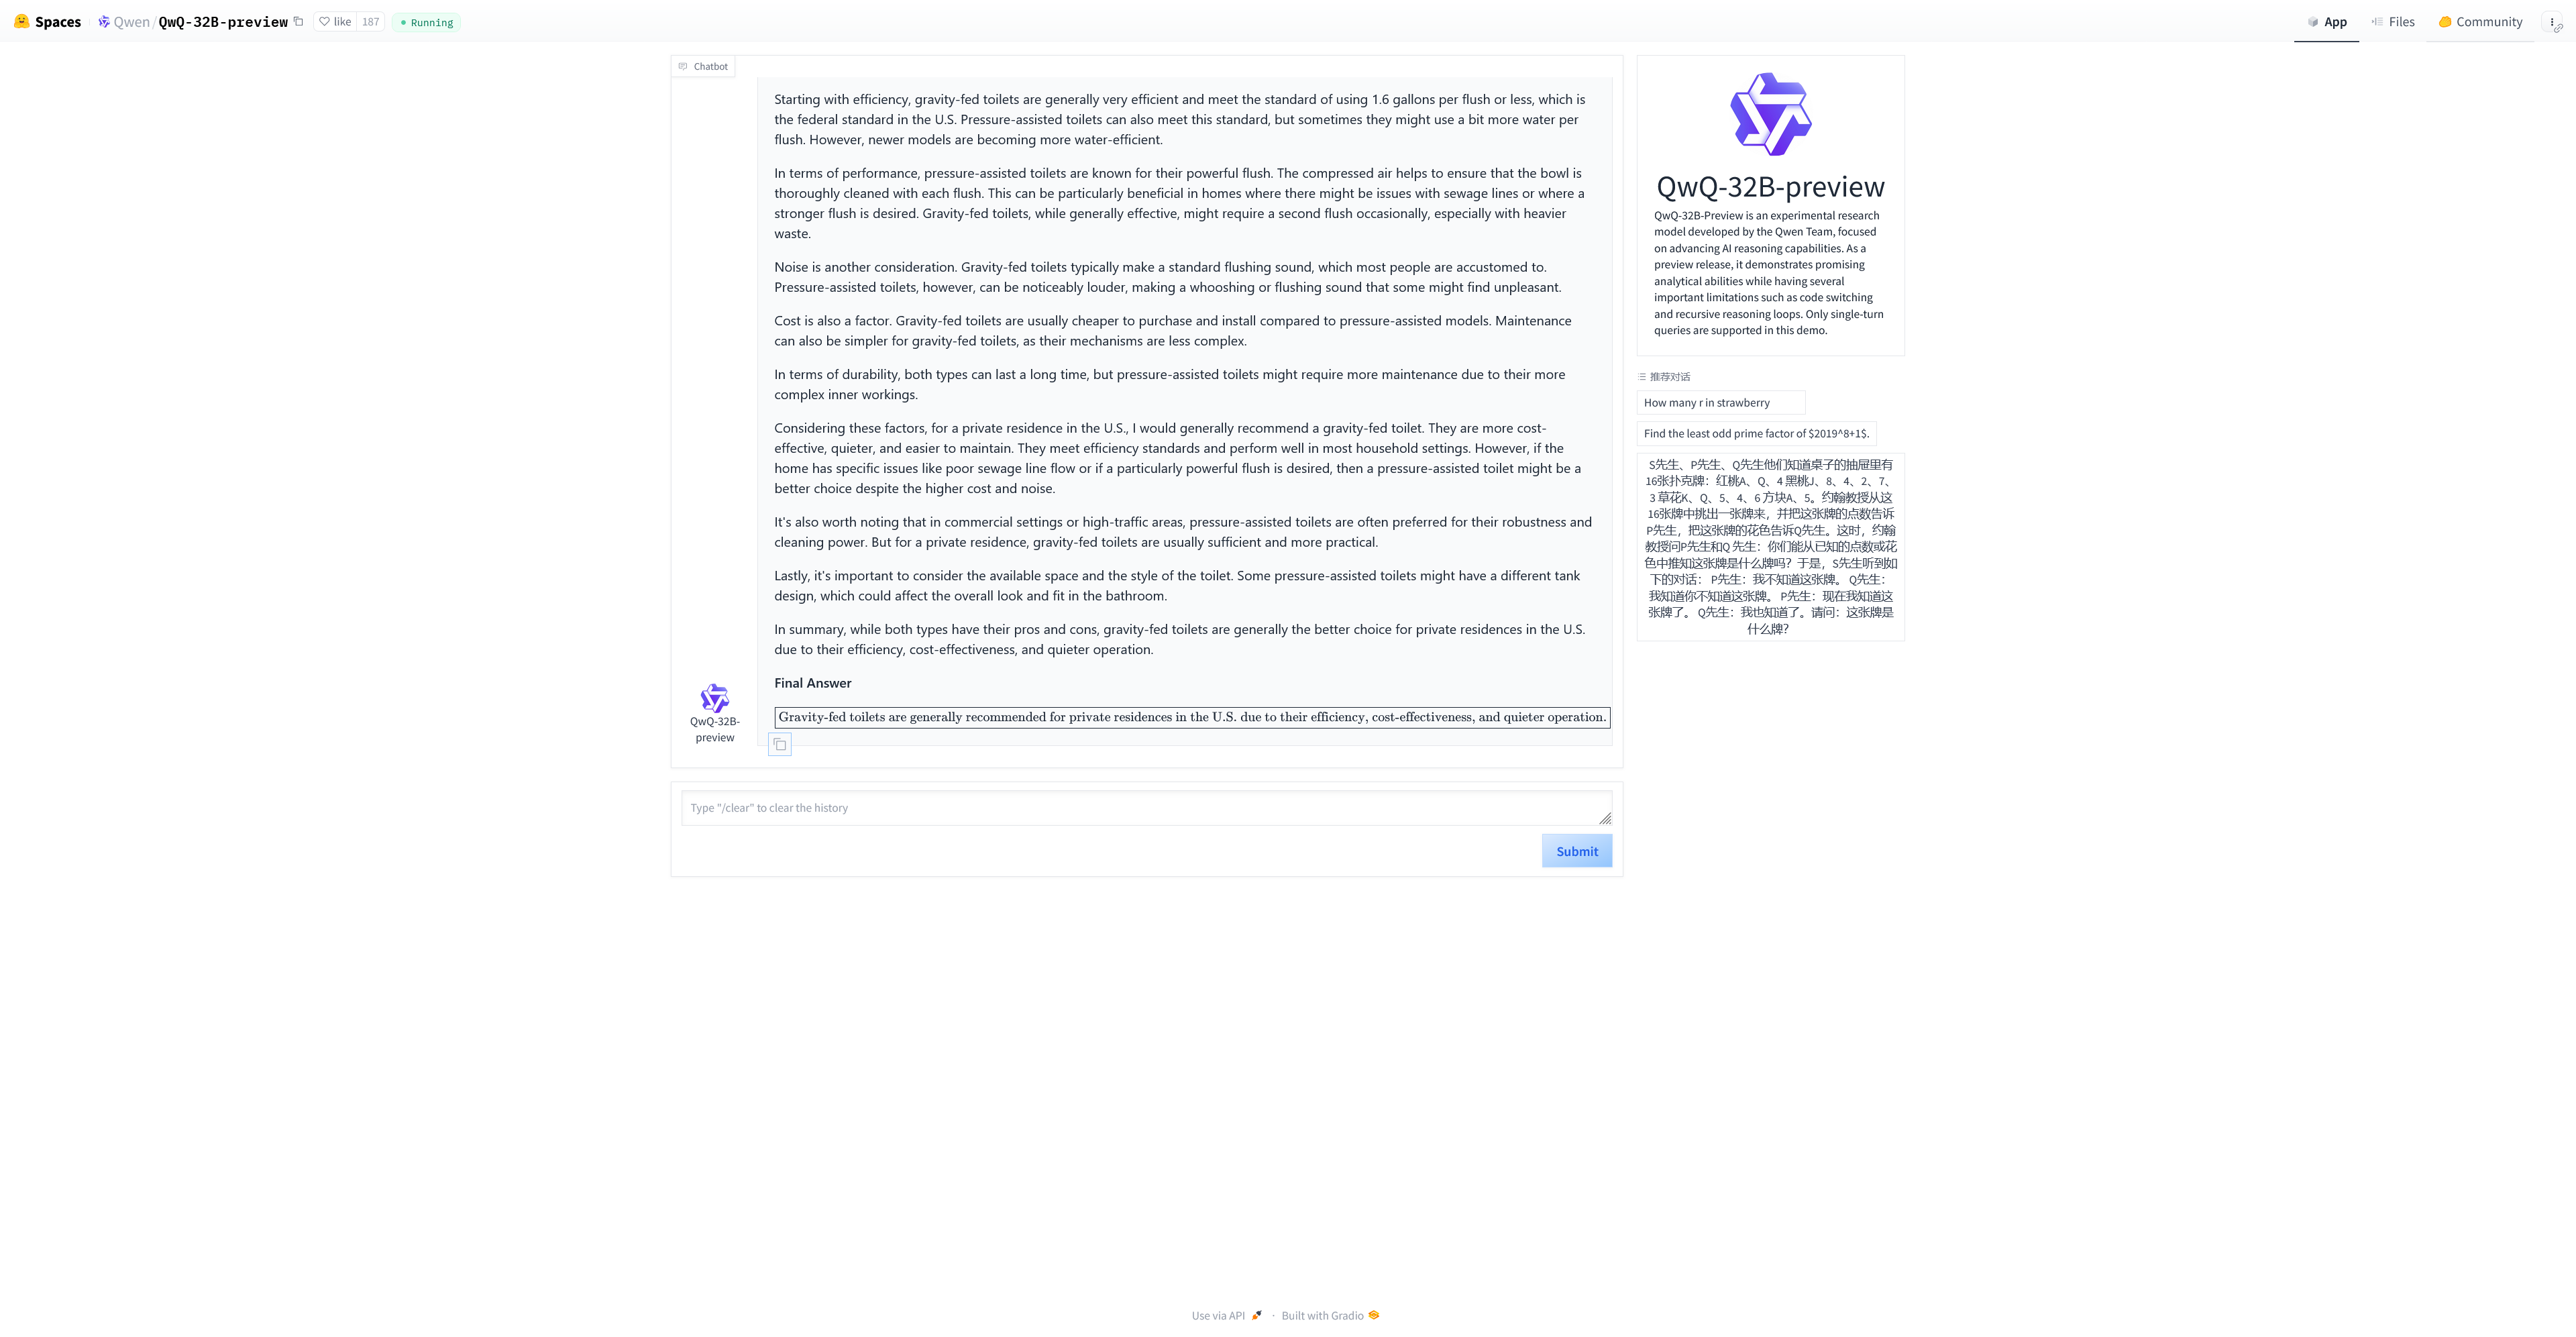 Spaces Qwen/QwQ-32B-preview like 187 Running App Files Community
Chatbot
Starting with efficiency, gravity-fed toilets are generally very efficient and meet the standard of using 1.6 gallons per flush or less, which is
the federal standard in the U.S. Pressure-assisted toilets can also meet this standard, but sometimes they might use a bit more water per
flush. However, newer models are becoming more water-efficient.
In terms of performance, pressure-assisted toilets are known for their powerful flush. The compressed air helps to ensure that the bowl is
thoroughly cleaned with each flush. This can be particularly beneficial in homes where there might be issues with sewage lines or where a
stronger flush is desired. Gravity-fed toilets, while generally effective, might require a second flush occasionally, especially with heavier
waste.
Noise is another consideration. Gravity-fed toilets typically make a standard flushing sound, which most people are accustomed to.
Pressure-assisted toilets, however, can be noticeably louder, making a whooshing or flushing sound that some might find unpleasant.
Cost is also a factor. Gravity-fed toilets are usually cheaper to purchase and install compared to pressure-assisted models. Maintenance
can also be simpler for gravity-fed toilets, as their mechanisms are less complex.
In terms of durability, both types can last a long time, but pressure-assisted toilets might require more maintenance due to their more
complex inner workings.
Considering these factors, for a private residence in the U.S., I would generally recommend a gravity-fed toilet. They are more cost-
effective, quieter, and easier to maintain. They meet efficiency standards and perform well in most household settings. However, if the
home has specific issues like poor sewage line flow or if a particularly powerful flush is desired, then a pressure-assisted toilet might be a
better choice despite the higher cost and noise.
It's also worth noting that in commercial settings or high-traffic areas, pressure-assisted toilets are often preferred for their robustness and
cleaning power. But for a private residence, gravity-fed toilets are usually sufficient and more practical.
Lastly, it's important to consider the available space and the style of the toilet. Some pressure-assisted toilets might have a different tank
design, which could affect the overall look and fit in the bathroom.
In summary, while both types have their pros and cons, gravity-fed toilets are generally the better choice for private residences in the U.S.
due to their efficiency, cost-effectiveness, and quieter operation.
Final Answer
Gravity-fed toilets are generally recommended for private residences in the U.S. due to their efficiency, cost-effectiveness, and quieter operation.
QwQ-32B-
preview
Type "/clear" to clear the history
Submit
QwQ-32B-preview
QwQ-32B-Preview is an experimental research
model developed by the Qwen Team, focused
on advancing AI reasoning capabilities. As a
preview release, it demonstrates promising
analytical abilities while having several
important limitations such as code switching
and recursive reasoning loops. Only single-turn
queries are supported in this demo.
推荐对话
How many r in strawberry
Find the least odd prime factor of $2019^8+1$.
S先生、P先生、Q先生他们知道桌子的抽屉里有
16张扑克牌：红桃A、Q、4 黑桃J、8、4、2、7、
3 草花K、Q、5、4、6 方块A、5。约翰教授从这
16张牌中挑出一张牌来，并把这张牌的点数告诉
P先生，把这张牌的花色告诉Q先生。这时，约翰
教授问P先生和Q 先生：你们能从已知的点数或花
色中推知这张牌是什么牌吗？于是，S先生听到如
下的对话： P先生：我不知道这张牌。 Q先生：
我知道你不知道这张牌。 P先生：现在我知道这
张牌了。 Q先生：我也知道了。请问：这张牌是
什么牌？
Use via API · Built with Gradio